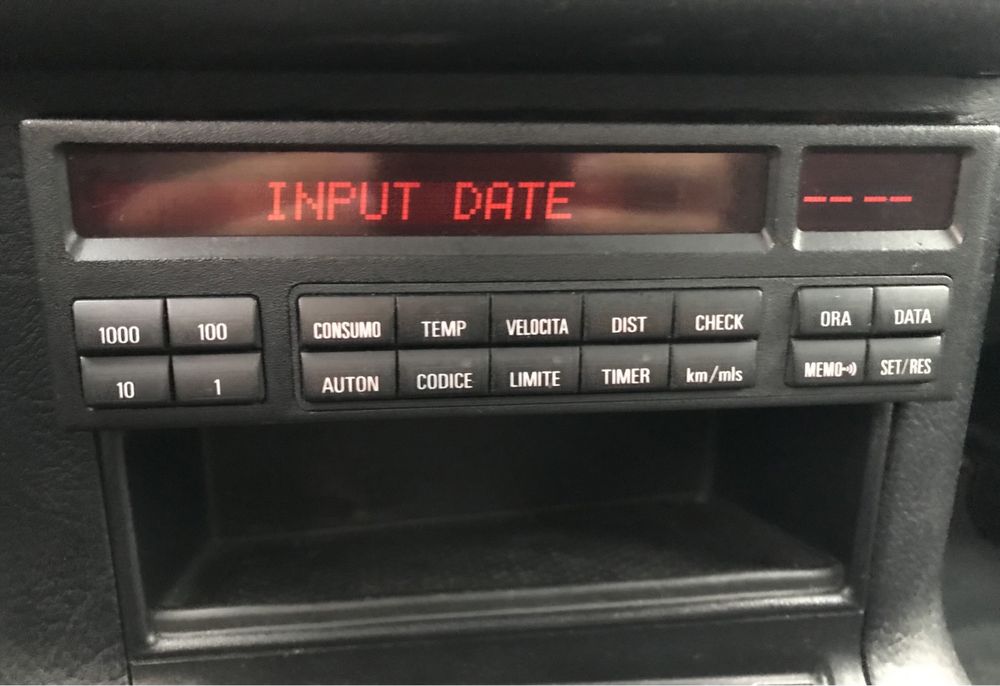 INPUT DATE -- --
1000 100 CONSUMO TEMP VELOCITA DIST CHECK ORA DATA
10 1 AUTON CODICE LIMITE TIMER km/mls MEMO SET/RES